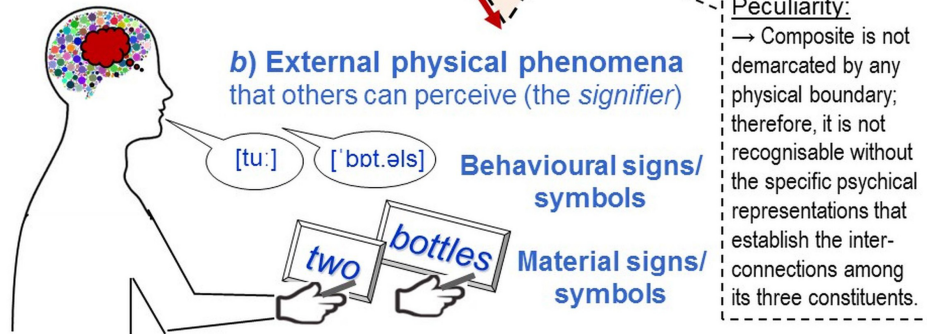 b) External physical phenomena
that others can perceive (the signifier)
[tuː]
[ˈbɒt.əls]
Behavioural signs/
symbols
two
bottles
Material signs/
symbols
Peculiarity:
→ Composite is not
demarcated by any
physical boundary;
therefore, it is not
recognisable without
the specific psychical
representations that
establish the inter-
connections among
its three constituents.